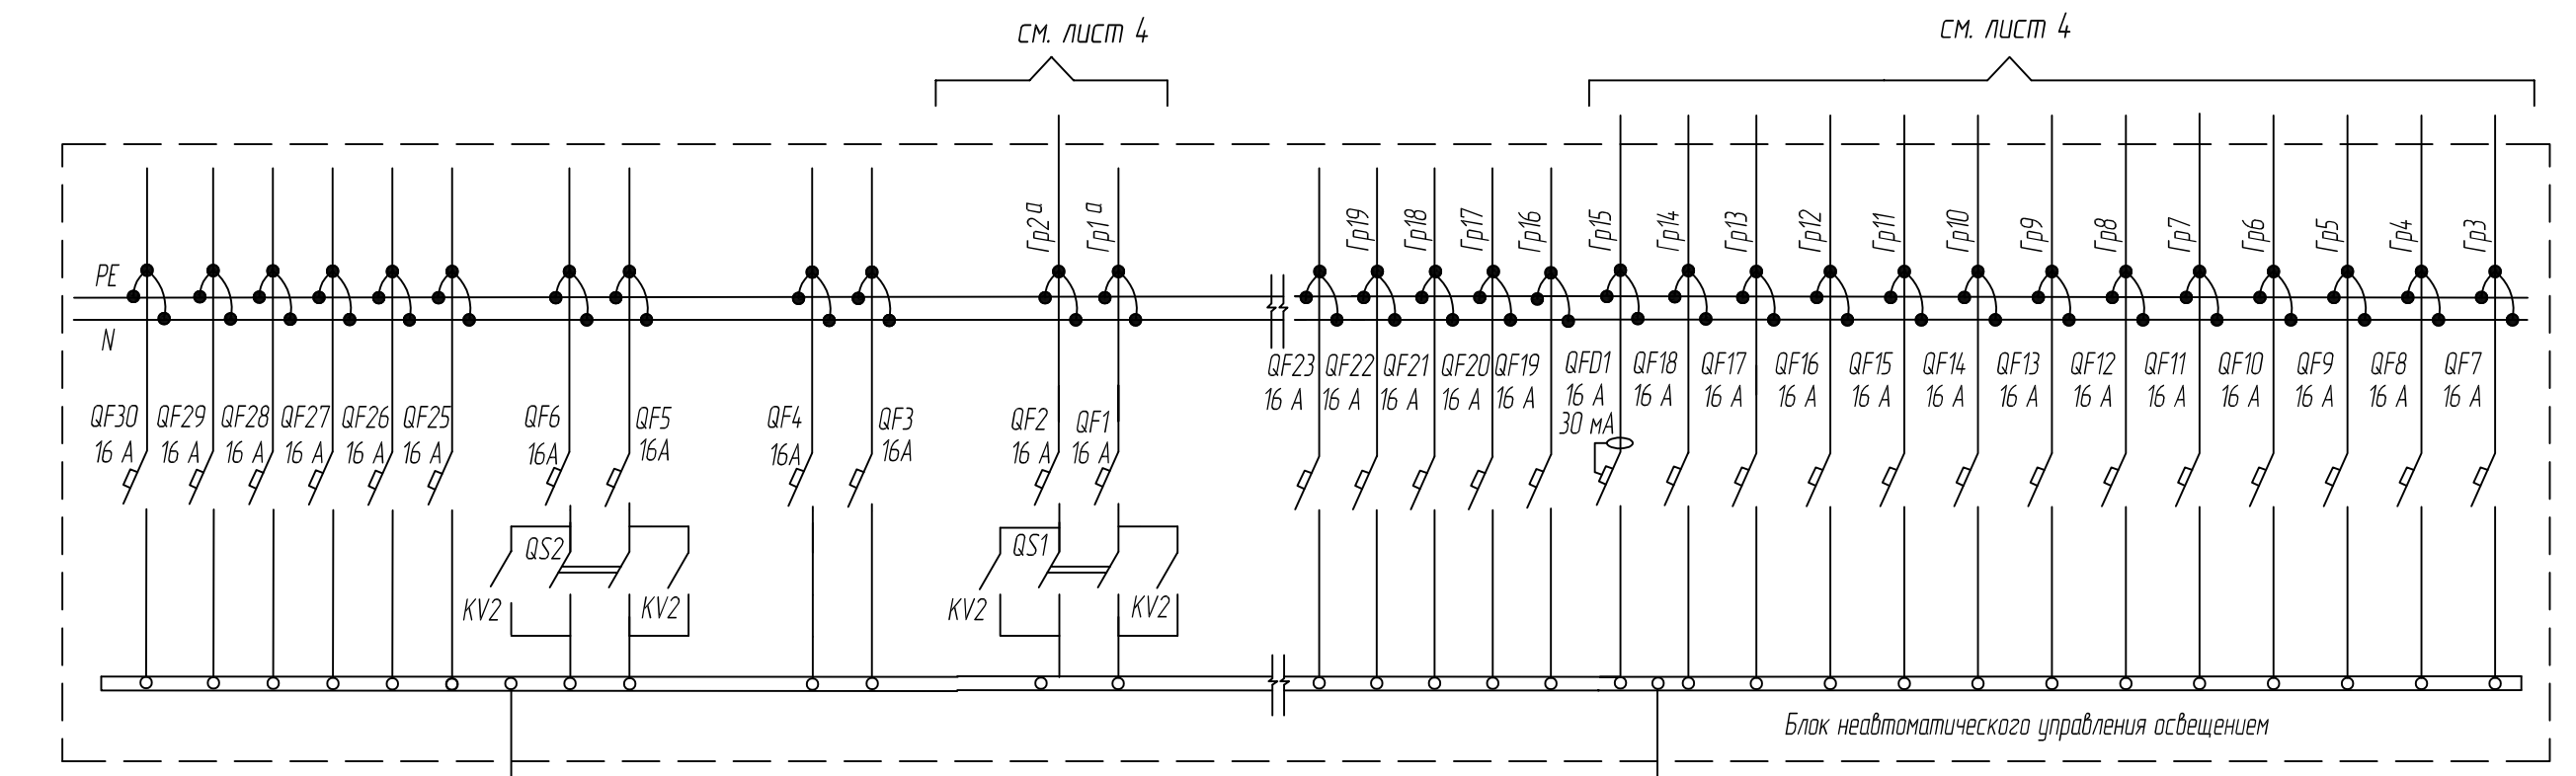 см. лист 4
см. лист 4
Гр2а
Гр1а
Гр19
Гр18
Гр17
Гр16
Гр15
Гр14
Гр13
Гр12
Гр11
Гр10
Гр9
Гр8
Гр7
Гр6
Гр5
Гр4
Гр3
PE
N
QF30
16 А
QF29
16 А
QF28
16 А
QF27
16 А
QF26
16 А
QF25
16 А
QF6
16А
QF5
16А
QF4
16А
QF3
16А
QF2
16 А
QF1
16 А
QF23
16 А
QF22
16 А
QF21
16 А
QF20
16 А
QF19
16 А
QFD1
16 А
30 мА
QF18
16 А
QF17
16 А
QF16
16 А
QF15
16 А
QF14
16 А
QF13
16 А
QF12
16 А
QF11
16 А
QF10
16 А
QF9
16 А
QF8
16 А
QF7
16 А
QS2
KV2
KV2
QS1
KV2
KV2
Блок неавтоматического управления освещением